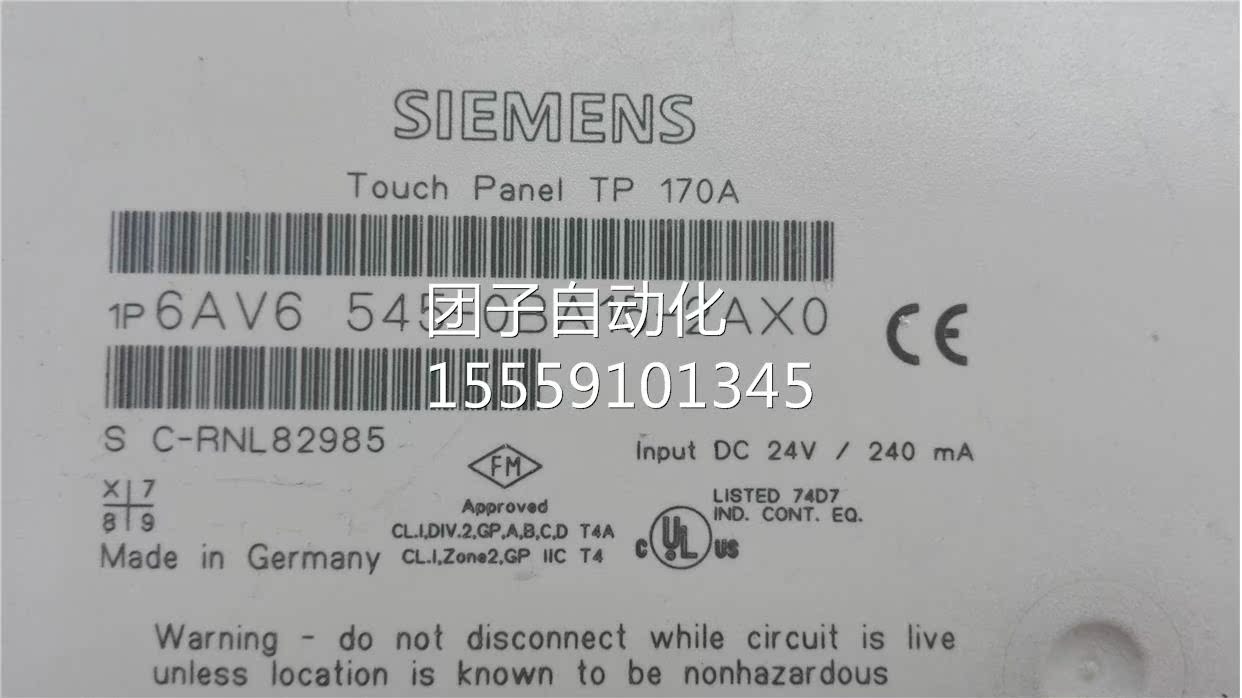 SIEMENS
Touch Panel TP 170A
1P 6AV6 545-0BA15-2AX0
团子自动化
15559101345
S C-RNL82985
Input DC 24V / 240 mA
FM
Approved
CL.I,DIV.2,GP,A,B,C,D T4A
CL.I,Zone2,GP IIC T4
X 7
8 9
Made in Germany
LISTED 74D7
IND. CONT. EQ.
c UL US
CE
Warning - do not disconnect while circuit is live
unless location is known to be nonhazardous